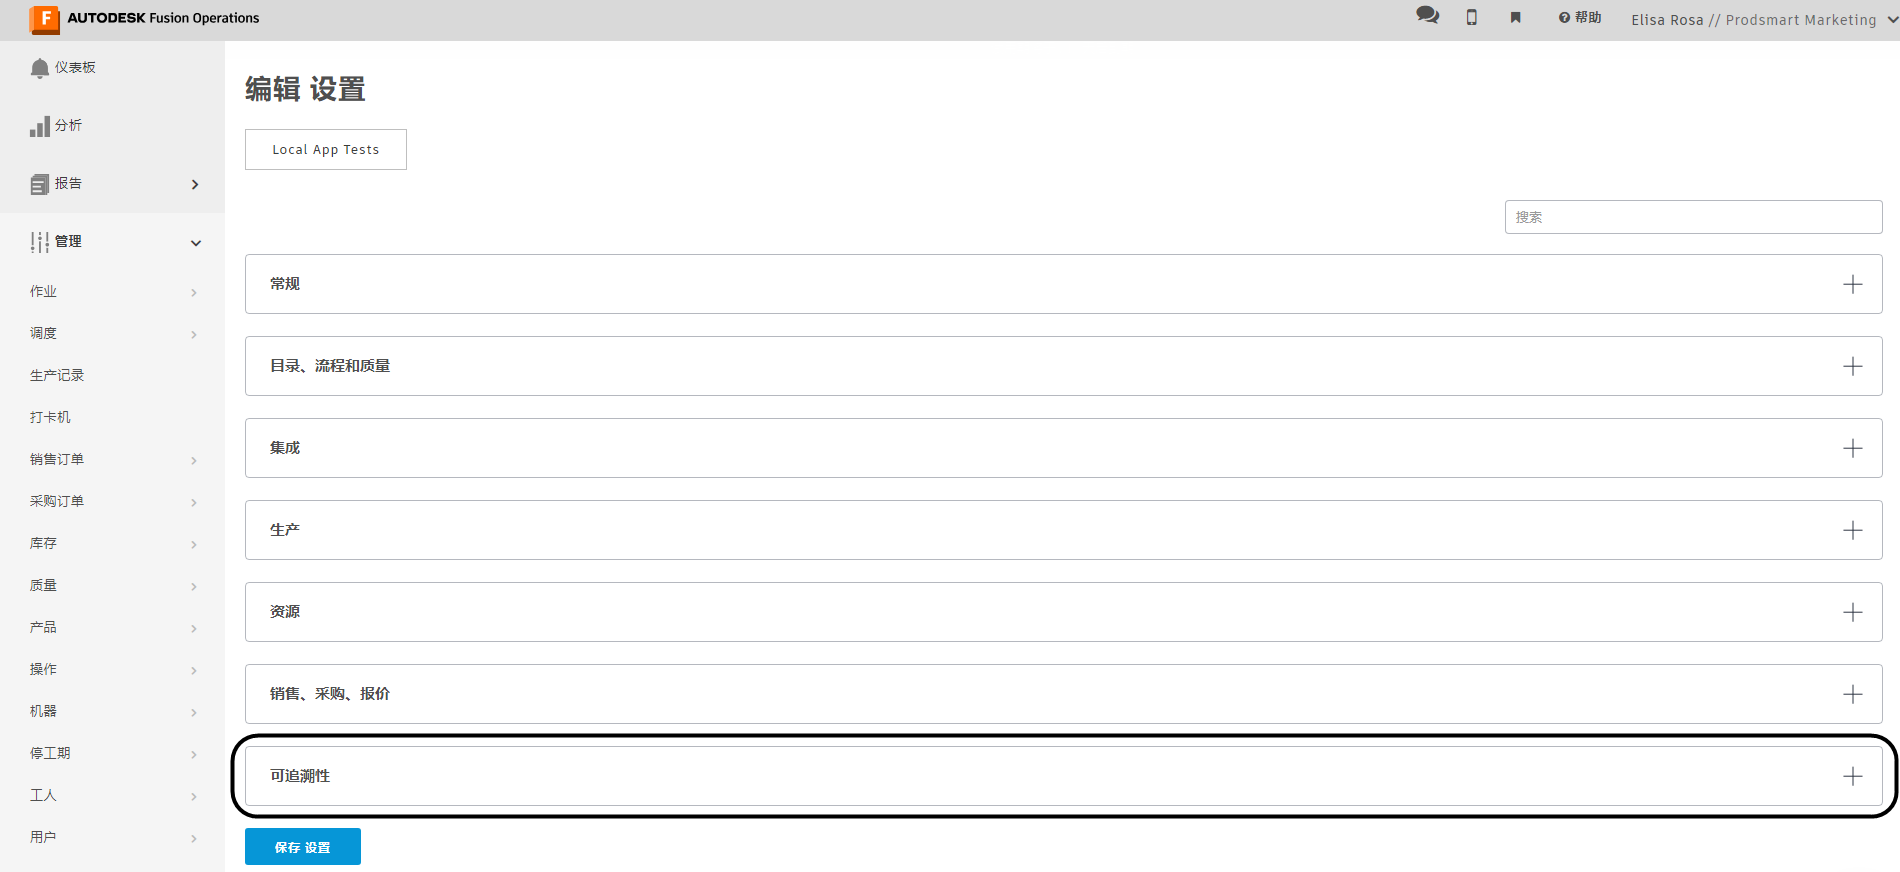 F AUTODESK Fusion Operations
帮助
Elisa Rosa // Prodsmart Marketing
仪表板
分析
报告
管理
作业
调度
生产记录
打卡机
销售订单
采购订单
库存
质量
产品
操作
机器
停工期
工人
用户
编辑 设置
Local App Tests
搜索
常规
目录、流程和质量
集成
生产
资源
销售、采购、报价
可追溯性
保存 设置